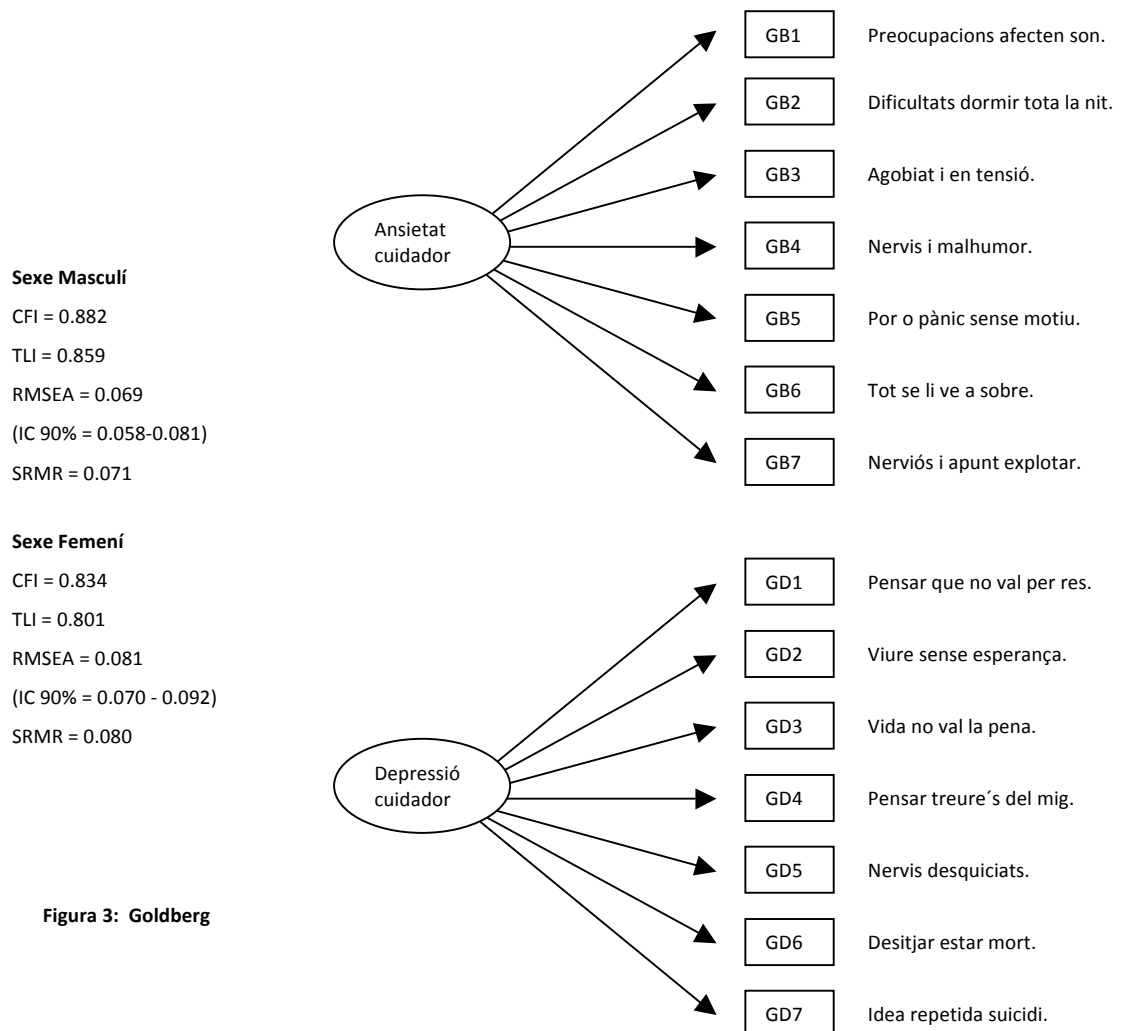 GB1 Preocupacions afecten son.
GB2 Dificultats dormir tota la nit.
GB3 Agobiat i en tensió.
Ansietat
cuidador
GB4 Nervis i malhumor.
GB5 Por o pànic sense motiu.
GB6 Tot se li ve a sobre.
GB7 Nerviós i apunt explotar.
Sexe Masculí
CFI = 0.882
TLI = 0.859
RMSEA = 0.069
(IC 90% = 0.058-0.081)
SRMR = 0.071
Sexe Femení
CFI = 0.834
TLI = 0.801
RMSEA = 0.081
(IC 90% = 0.070 - 0.092)
SRMR = 0.080
GD1 Pensar que no val per res.
GD2 Viure sense esperança.
GD3 Vida no val la pena.
Depressió
cuidador
GD4 Pensar treure´s del mig.
GD5 Nervis desquiciats.
GD6 Desitjar estar mort.
GD7 Idea repetida suicidi.
Figura 3: Goldberg